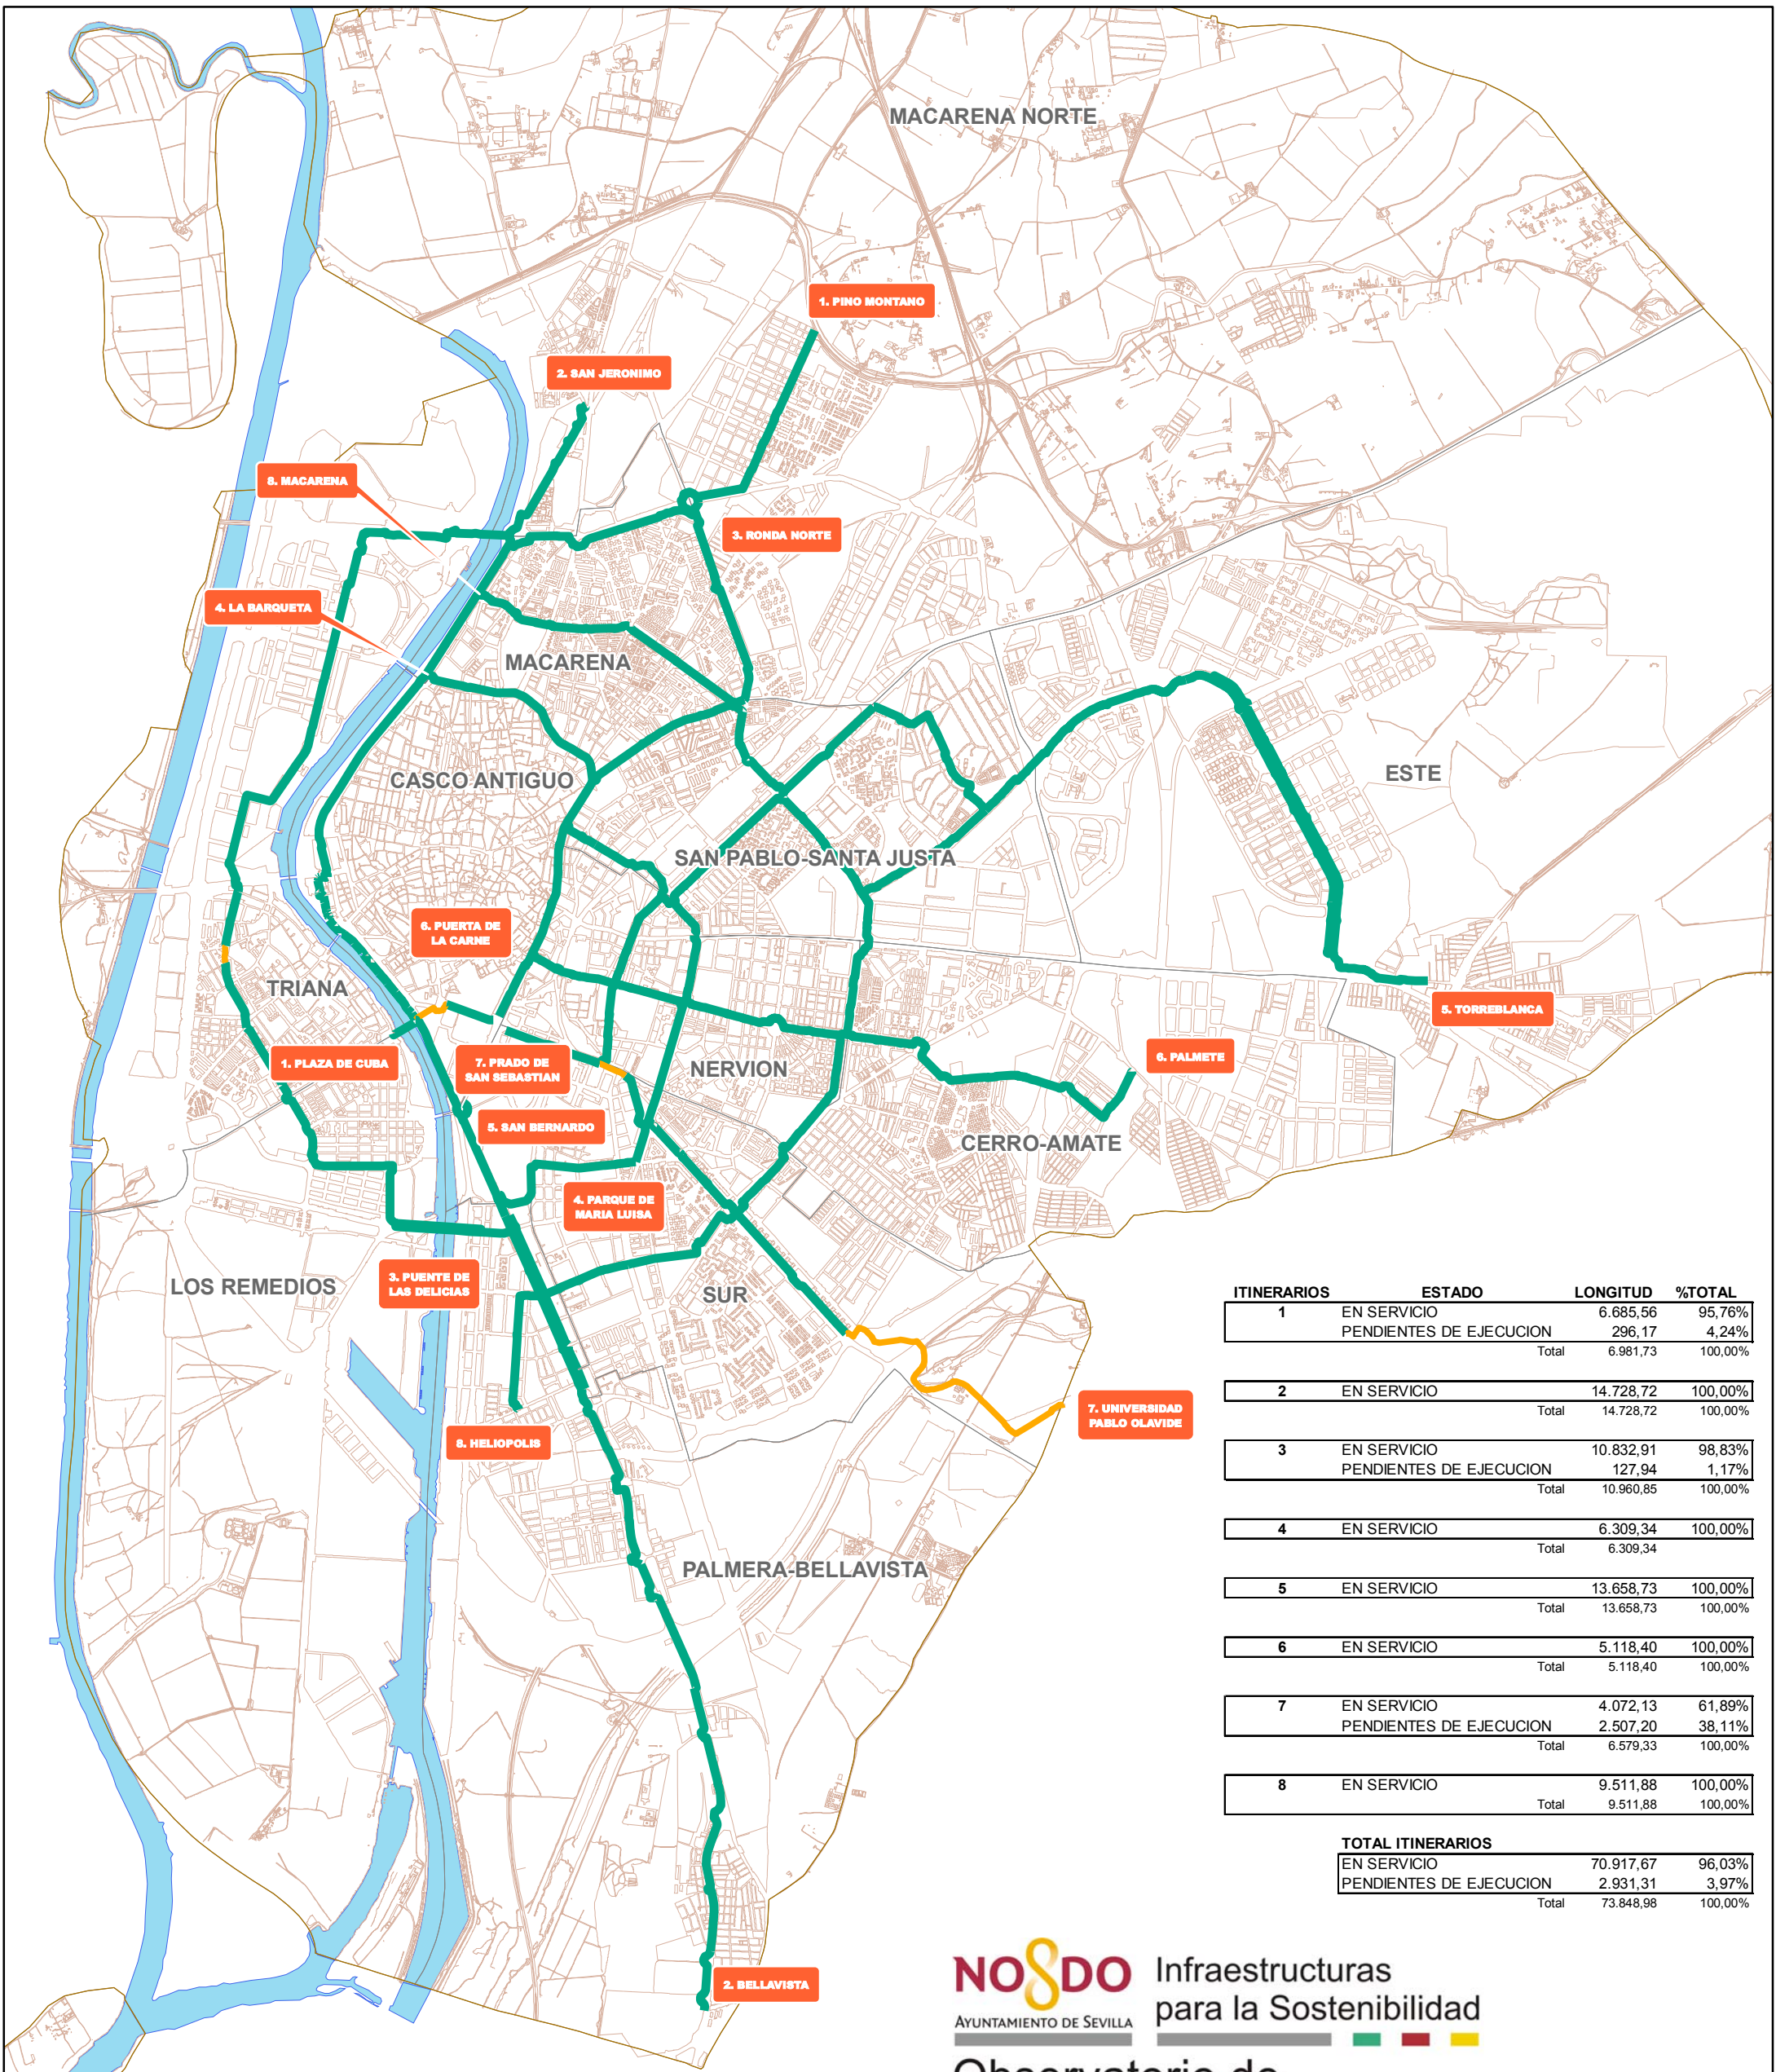 MACARENA NORTE
1. PINO MONTANO
2. SAN JERONIMO
8. MACARENA
3. RONDA NORTE
4. LA BARQUETA
MACARENA
CASCO ANTIGUO
ESTE
SAN PABLO-SANTA JUSTA
6. PUERTA DE
LA CARNE
TRIANA
5. TORREBLANCA
1. PLAZA DE CUBA
7. PRADO DE
SAN SEBASTIAN
NERVION
6. PALMETE
5. SAN BERNARDO
CERRO-AMATE
4. PARQUE DE
MARIA LUISA
3. PUENTE DE
LAS DELICIAS
LOS REMEDIOS
SUR
7. UNIVERSIDAD
PABLO OLAVIDE
8. HELIOPOLIS
PALMERA-BELLAVISTA
2. BELLAVISTA
ITINERARIOS ESTADO LONGITUD %TOTAL
1 EN SERVICIO 6.685,56 95,76%
PENDIENTES DE EJECUCION 296,17 4,24%
Total 6.981,73 100,00%
2 EN SERVICIO 14.728,72 100,00%
Total 14.728,72 100,00%
3 EN SERVICIO 10.832,91 98,83%
PENDIENTES DE EJECUCION 127,94 1,17%
Total 10.960,85 100,00%
4 EN SERVICIO 6.309,34 100,00%
Total 6.309,34
5 EN SERVICIO 13.658,73 100,00%
Total 13.658,73 100,00%
6 EN SERVICIO 5.118,40 100,00%
Total 5.118,40 100,00%
7 EN SERVICIO 4.072,13 61,89%
PENDIENTES DE EJECUCION 2.507,20 38,11%
Total 6.579,33 100,00%
8 EN SERVICIO 9.511,88 100,00%
Total 9.511,88 100,00%
TOTAL ITINERARIOS
EN SERVICIO 70.917,67 96,03%
PENDIENTES DE EJECUCION 2.931,31 3,97%
Total 73.848,98 100,00%
NO8DO
AYUNTAMIENTO DE SEVILLA
Infraestructuras
para la Sostenibilidad
Observatorio de